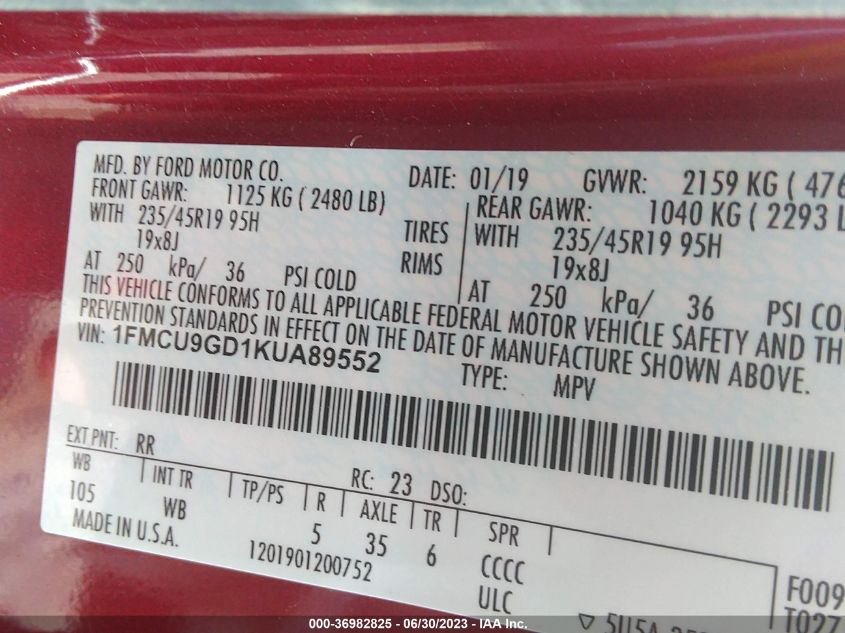 MFD. BY FORD MOTOR CO. DATE: 01/19 GVWR: 2159 KG ( 476
FRONT GAWR: 1125 KG ( 2480 LB) REAR GAWR: 1040 KG ( 2293 L
WITH 235/45R19 95H TIRES WITH 235/45R19 95H
19x8J RIMS 19x8J
AT 250 kPa/ 36 PSI COLD AT 250 kPa/ 36 PSI CO
THIS VEHICLE CONFORMS TO ALL APPLICABLE FEDERAL MOTOR VEHICLE SAFETY AND TH
PREVENTION STANDARDS IN EFFECT ON THE DATE OF MANUFACTURE SHOWN ABOVE.
VIN: 1FMCU9GD1KUA89552 TYPE: MPV
EXT PNT: RR RC: 23 DSO:
WB INT TR TP/PS R AXLE TR SPR
105 WB 5 35 6 CCCC
MADE IN U.S.A. 1201901200752 ULC
F009
T027
000-36982825 - 06/30/2023 - IAA Inc.